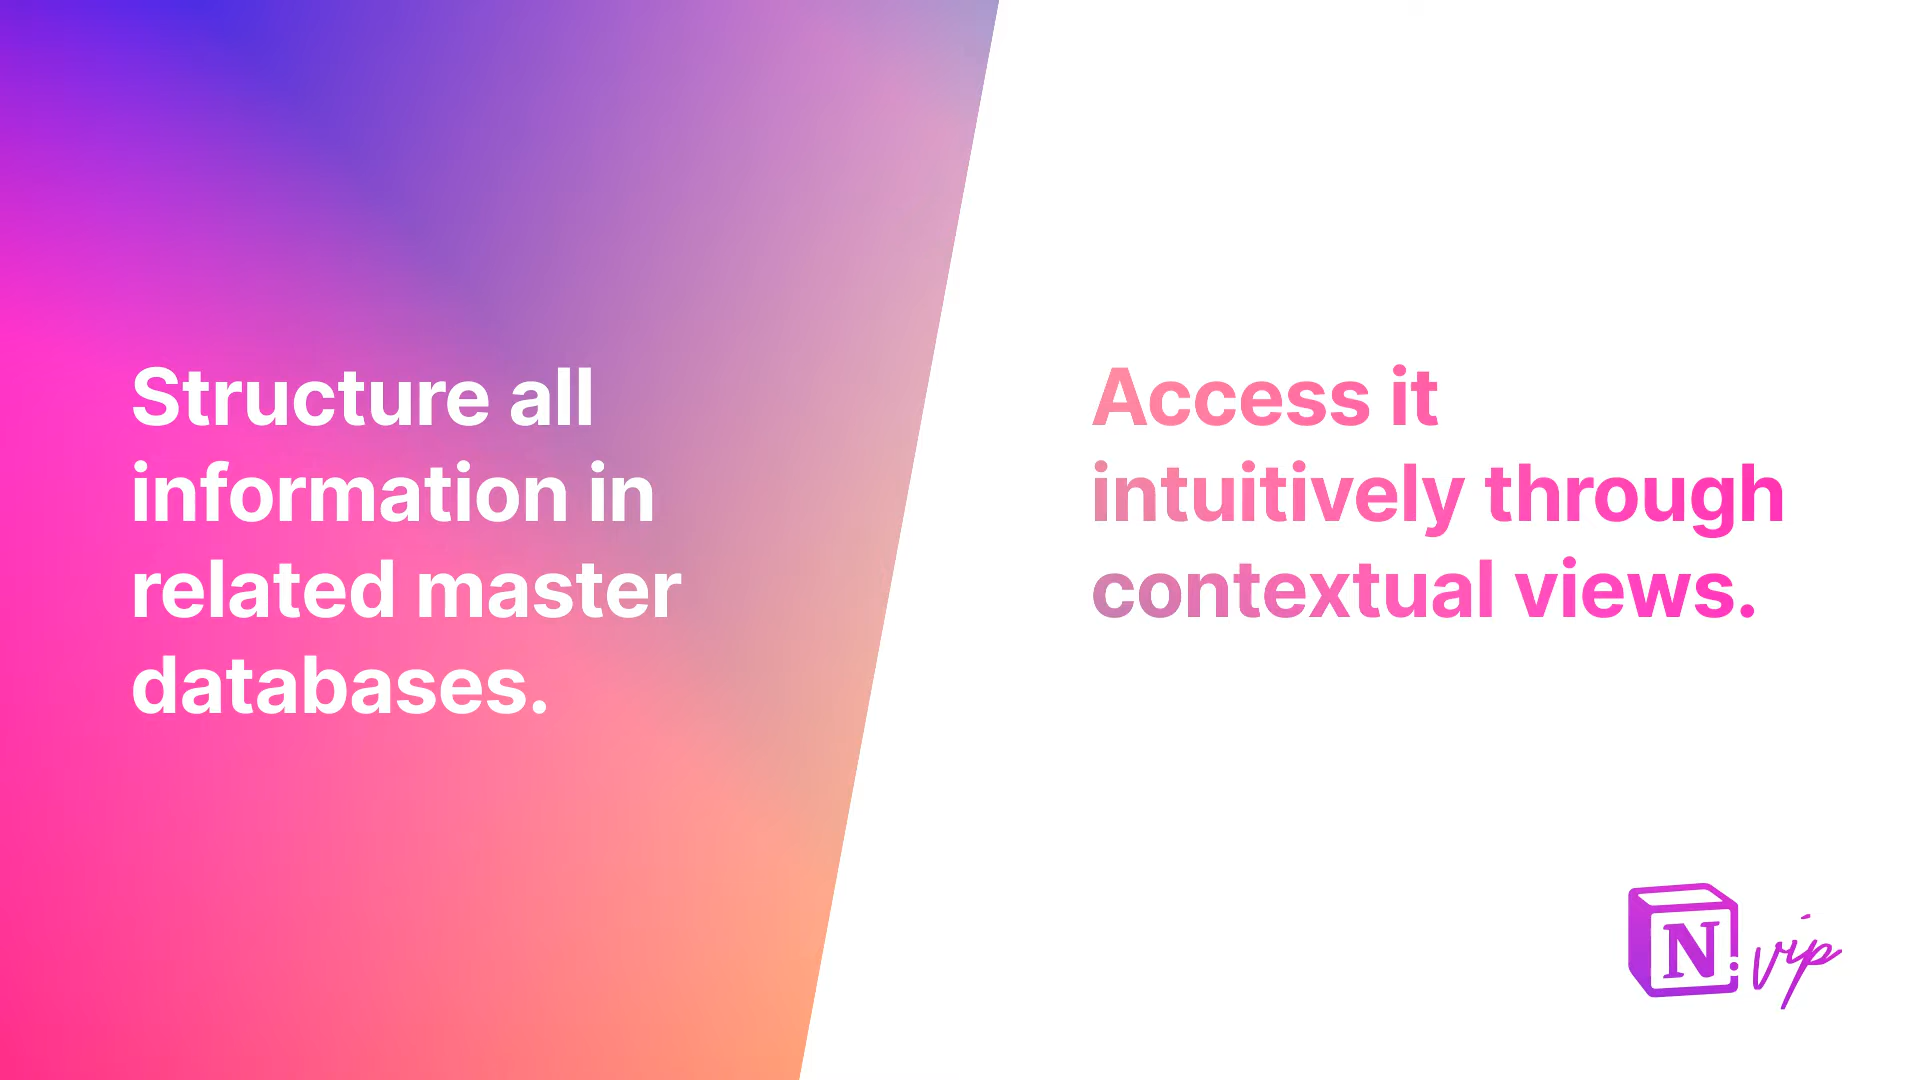 Structure all
information in
related master
databases.
Access it
intuitively through
contextual views.
N
vip